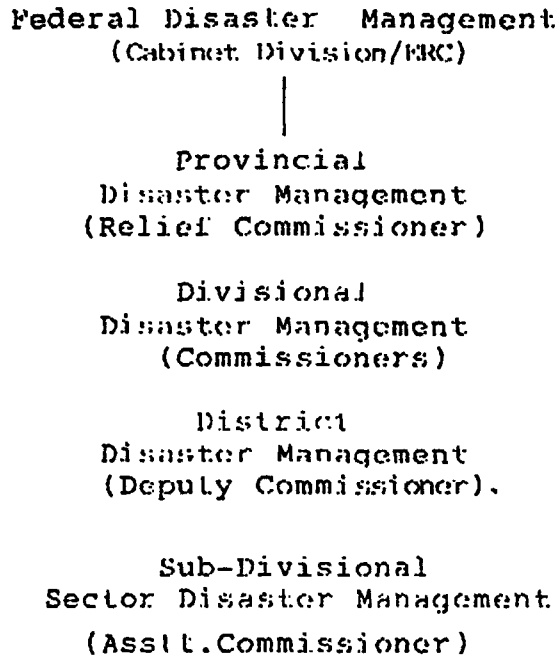 Federal Disaster Management
(Cabinet Division/ERC)
Provincial
Disaster Management
(Relief Commissioner)
Divisional
Disaster Management
(Commissioners)
District
Disaster Management
(Deputy Commissioner).
Sub-Divisional
Sector Disaster Management
(Asstt.Commissioner)